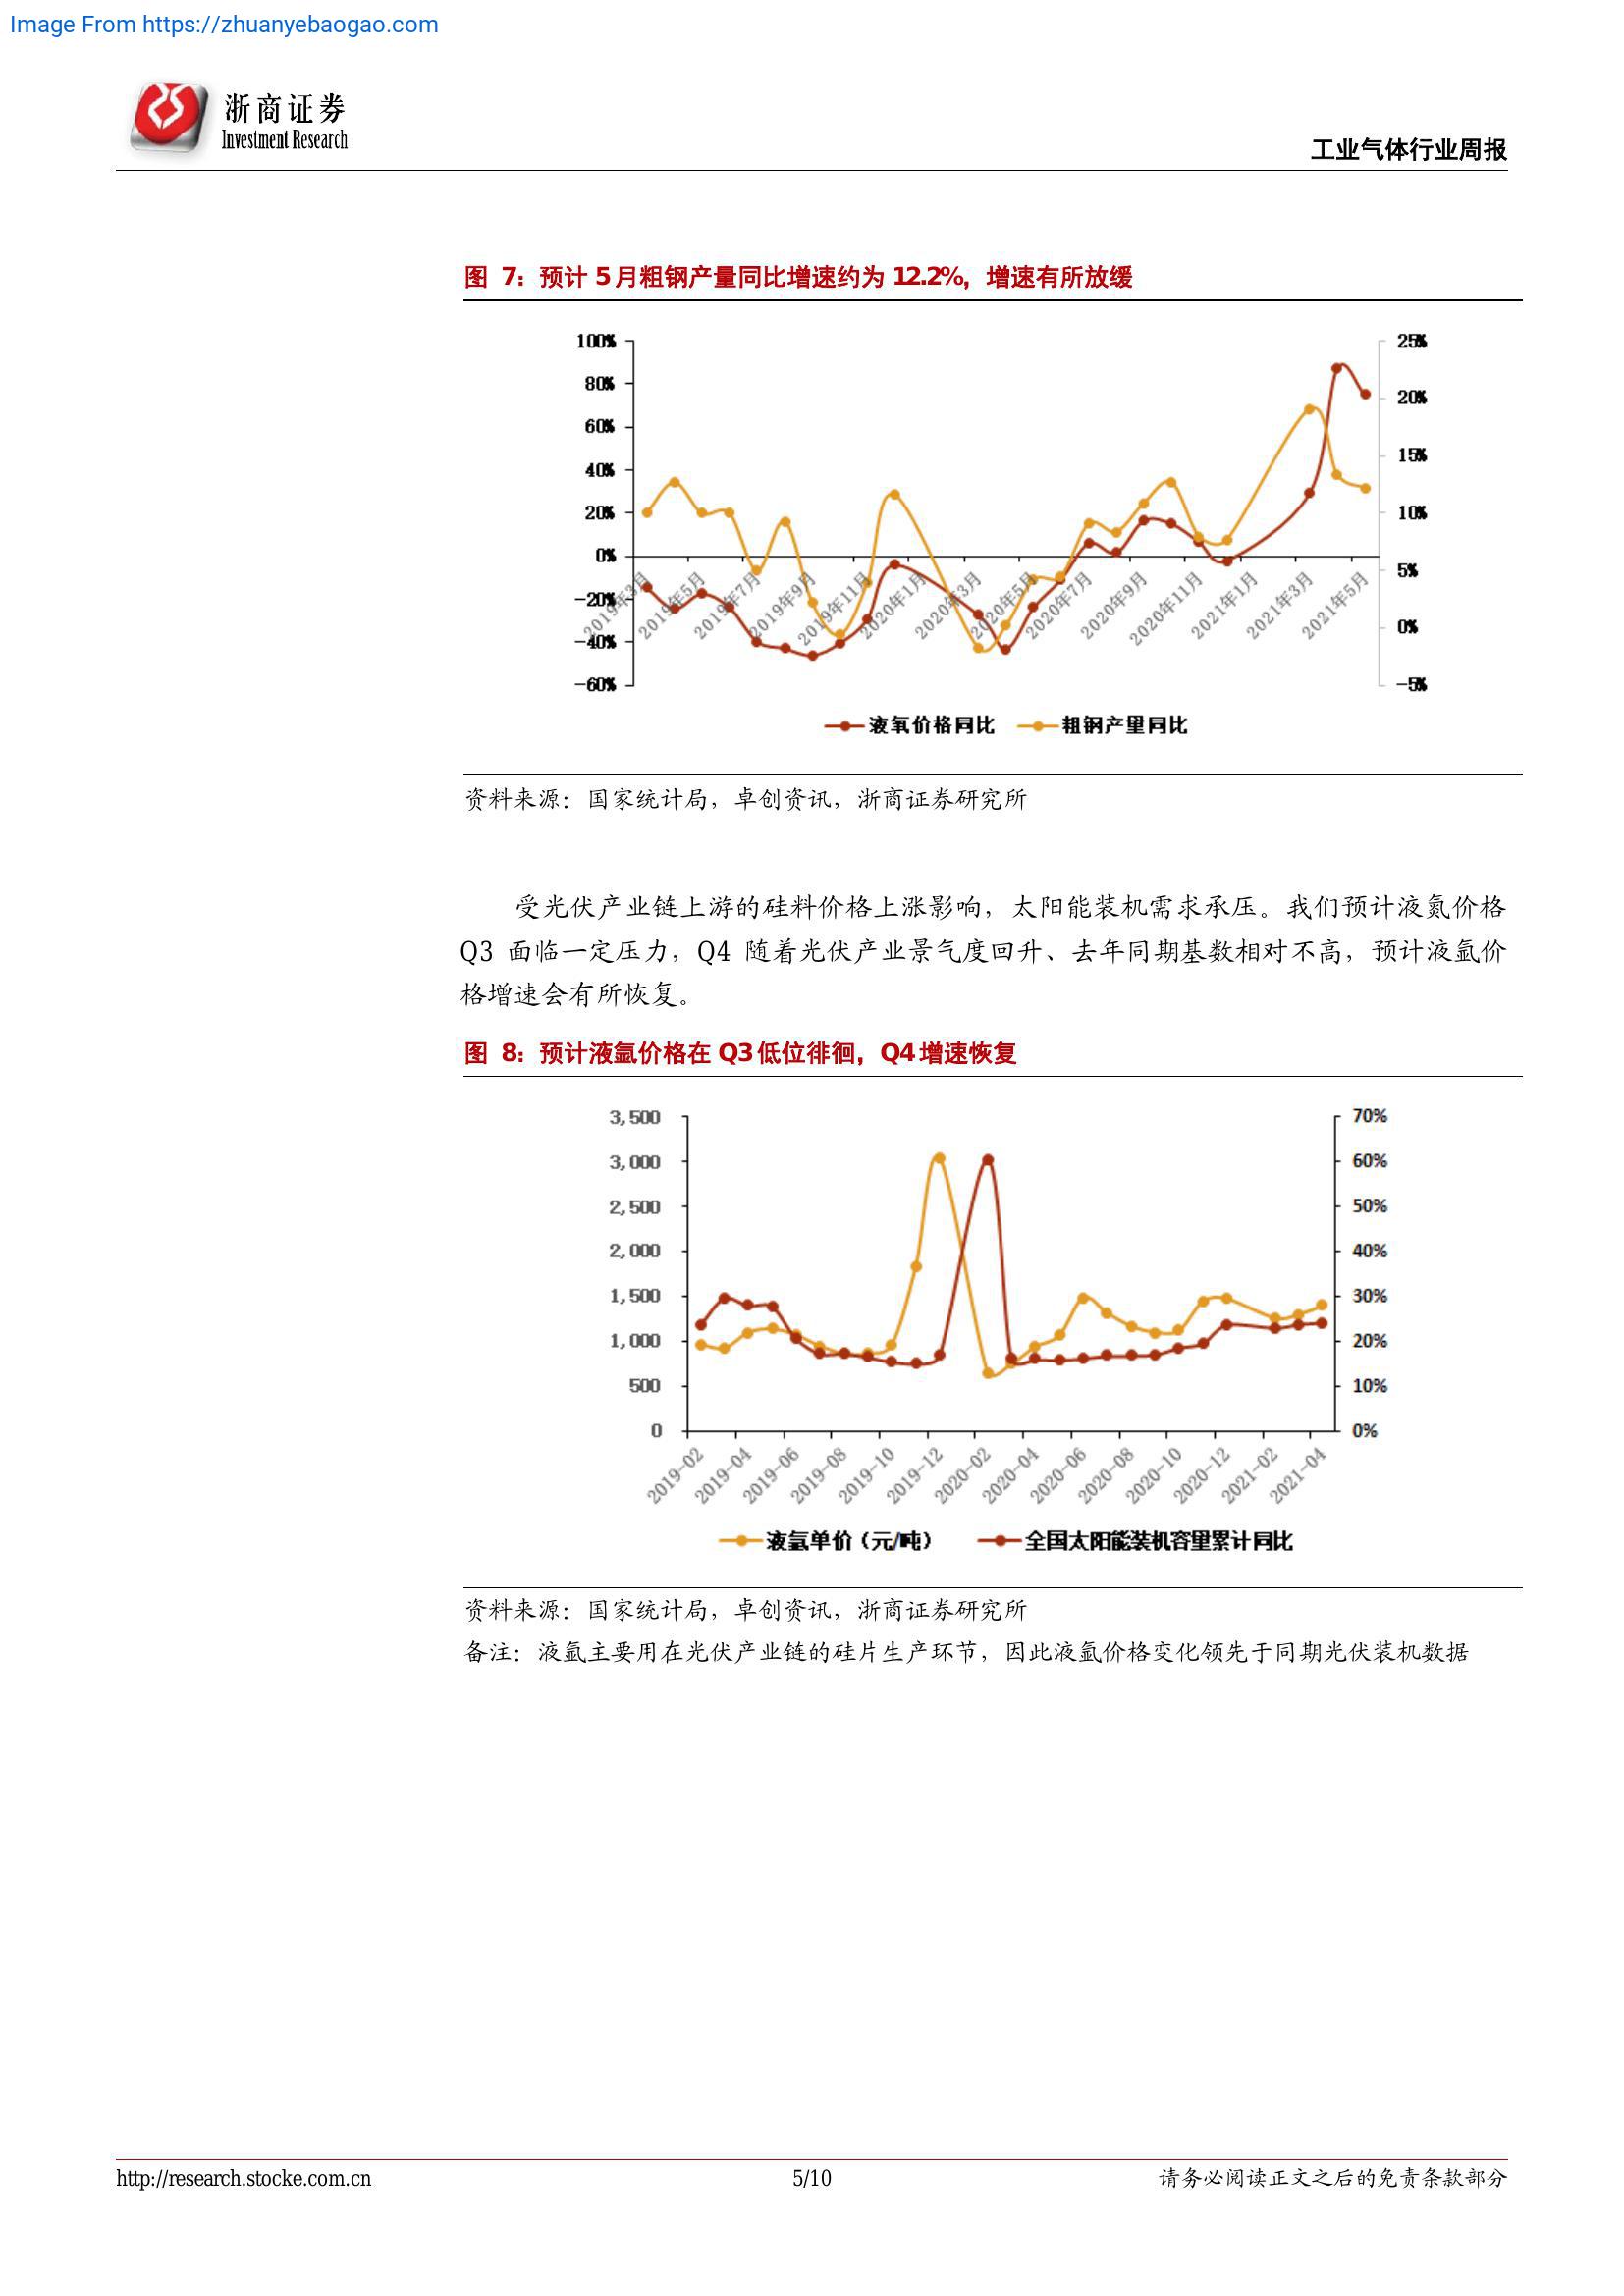 Image From https://zhuanyebaogao.com
浙商证券
Investment Research
工业气体行业周报
图 7：预计 5 月粗钢产量同比增速约为 12.2%，增速有所放缓
100% 25%
80% 20%
60% 15%
40% 10%
20% 5%
0% 0%
-20% -5%
-40%
-60%
2019年3月 2019年5月 2019年7月 2019年9月 2019年11月 2020年1月 2020年3月 2020年5月 2020年7月 2020年9月 2020年11月 2021年1月 2021年3月 2021年5月
液氧价格同比 粗钢产量同比
资料来源：国家统计局，卓创资讯，浙商证券研究所
受光伏产业链上游的硅料价格上涨影响，太阳能装机需求承压。我们预计液氮价格
Q3 面临一定压力，Q4 随着光伏产业景气度回升、去年同期基数相对不高，预计液氩价
格增速会有所恢复。
图 8：预计液氩价格在 Q3 低位徘徊，Q4 增速恢复
3,500 70%
3,000 60%
2,500 50%
2,000 40%
1,500 30%
1,000 20%
500 10%
0 0%
2019-02 2019-04 2019-06 2019-08 2019-10 2019-12 2020-02 2020-04 2020-06 2020-08 2020-10 2020-12 2021-02 2021-04
液氩单价（元/吨） 全国太阳能装机容量累计同比
资料来源：国家统计局，卓创资讯，浙商证券研究所
备注：液氩主要用在光伏产业链的硅片生产环节，因此液氩价格变化领先于同期光伏装机数据
http://research.stocke.com.cn 5/10 请务必阅读正文之后的免责条款部分